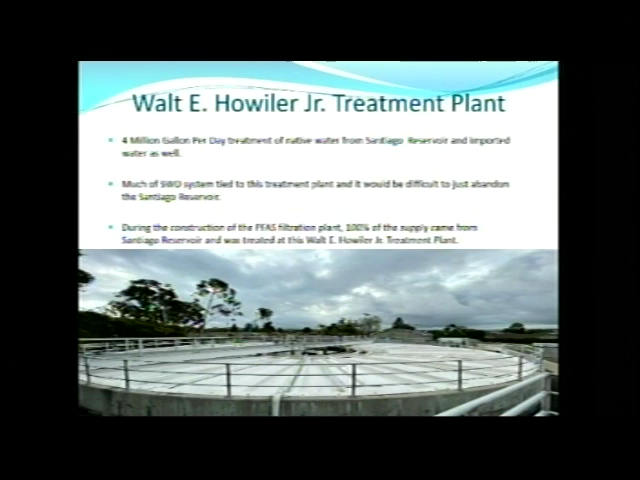 Walt E. Howiler Jr. Treatment Plant
4 Million Gallon Per Day treatment of native water from Santiago Reservoir and imported
water as well.
Much of SWD system tied to this treatment plant and it would be difficult to just abandon
the Santiago Reservoir.
During the construction of the PFAS filtration plant, 100% of the supply came from
Santiago Reservoir and was treated at this Walt E. Howiler Jr. Treatment Plant.